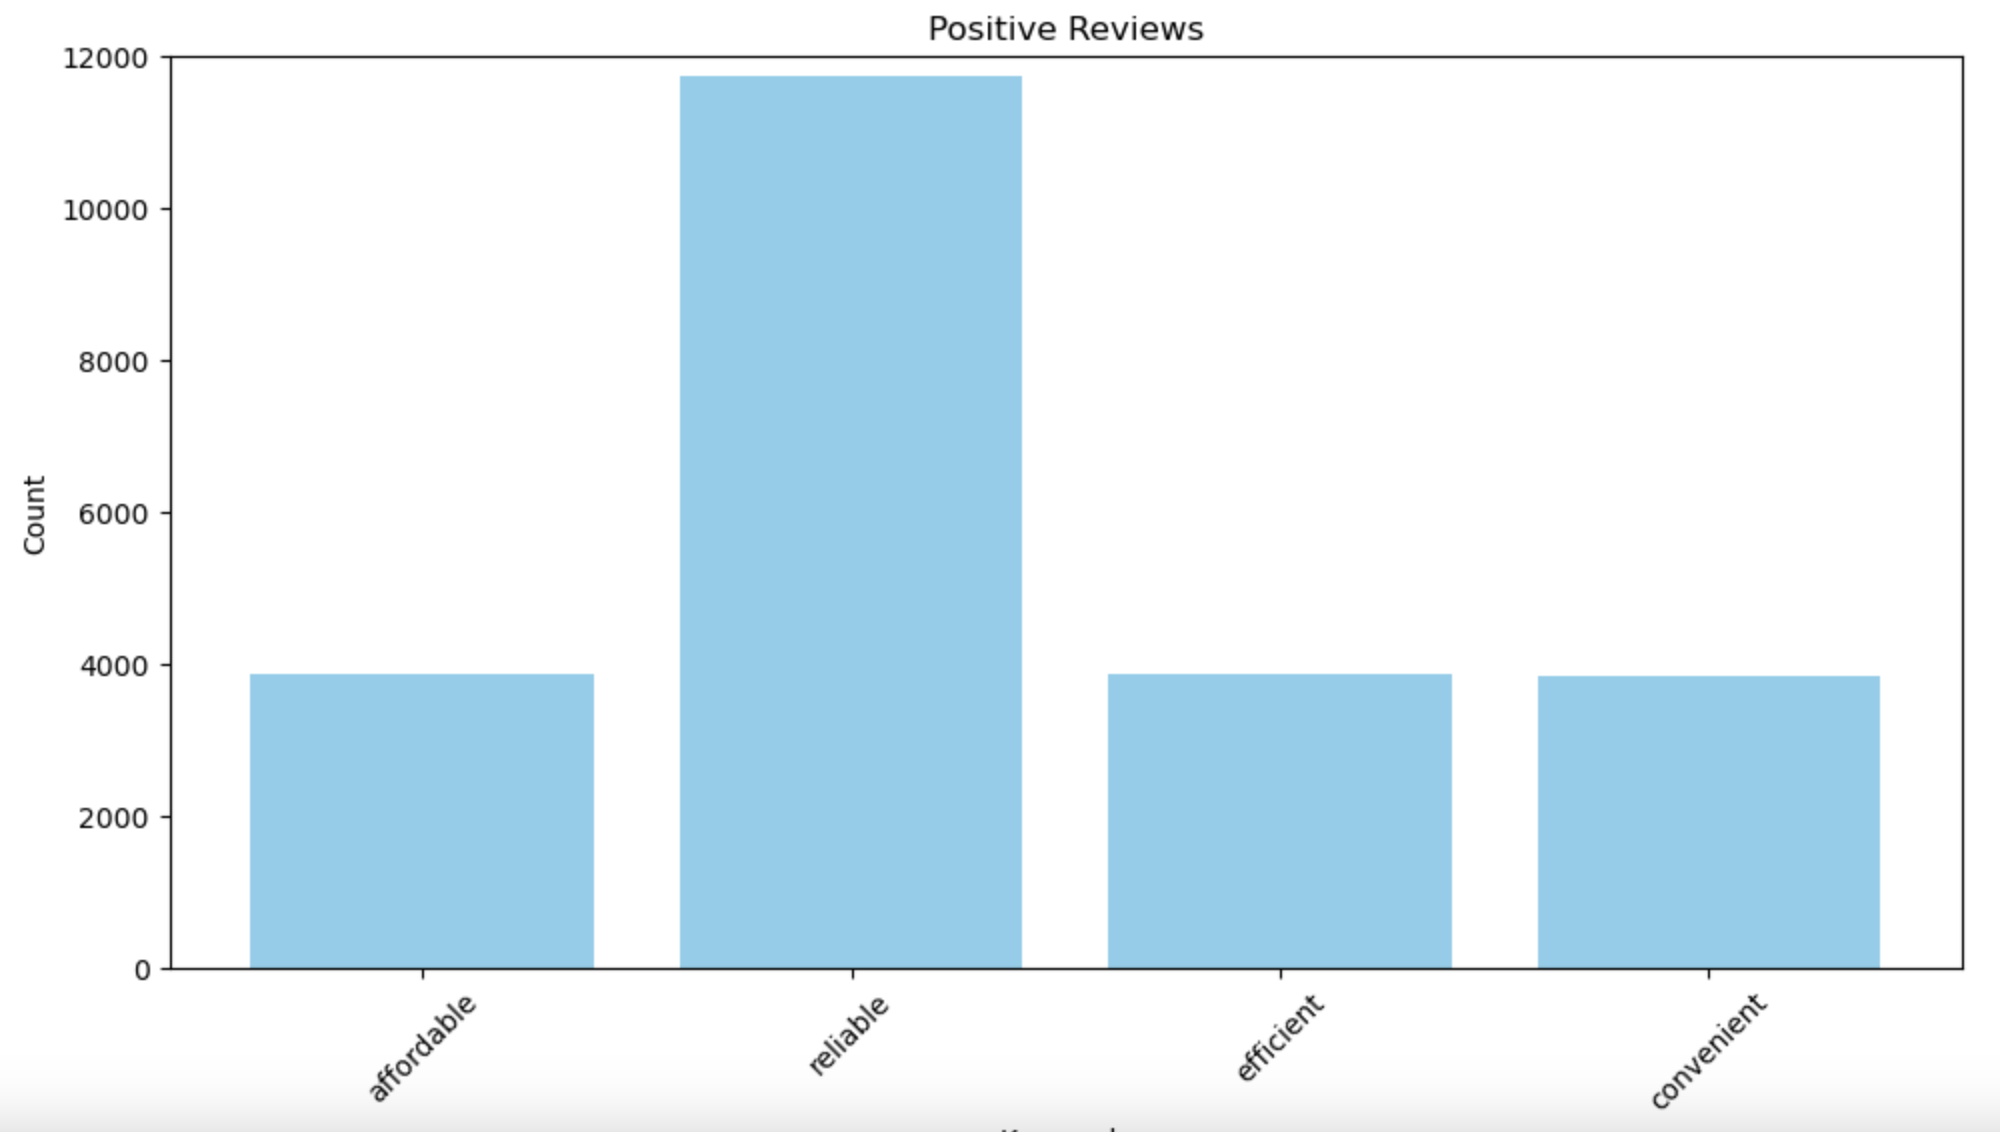 Positive Reviews
12000
10000
8000
6000
4000
2000
0
Count
affordable
reliable
efficient
convenient